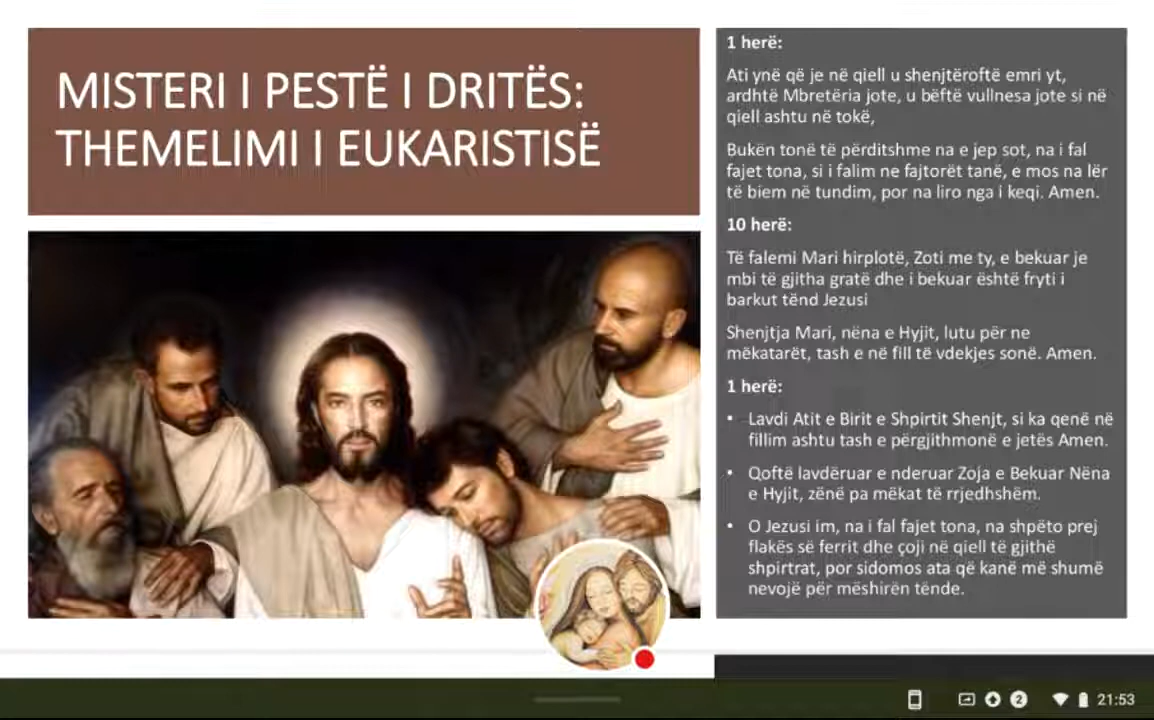 MISTERI I PESTË I DRITËS:
THEMELIMI I EUKARISTISË
1 herë:
Ati ynë që je në qiell u shenjtëroftë emri yt,
ardhtë Mbretëria jote, u bëftë vullnesa jote si në
qiell ashtu në tokë,
Bukën tonë të përditshme na e jep sot, na i fal
fajet tona, si i falim ne fajtorët tanë, e mos na lër
të biem në tundim, por na liro nga i keqi. Amen.
10 herë:
Të falemi Mari hirplotë, Zoti me ty, e bekuar je
mbi të gjitha gratë dhe i bekuar është fryti i
barkut tënd Jezusi
Shenjtja Mari, nëna e Hyjit, lutu për ne
mëkatarët, tash e në fill të vdekjes sonë. Amen.
1 herë:
• Lavdi Atit e Birit e Shpirtit Shenjt, si ka qenë në
fillim ashtu tash e përgjithmonë e jetës Amen.
• Qoftë lavdëruar e nderuar Zoja e Bekuar Nëna
e Hyjit, zënë pa mëkat të rrjedhshëm.
• O Jezusi im, na i fal fajet tona, na shpëto prej
flakës së ferrit dhe çoji në qiell të gjithë
shpirtrat, por sidomos ata që kanë më shumë
nevojë për mëshirën tënde.
2
21:53